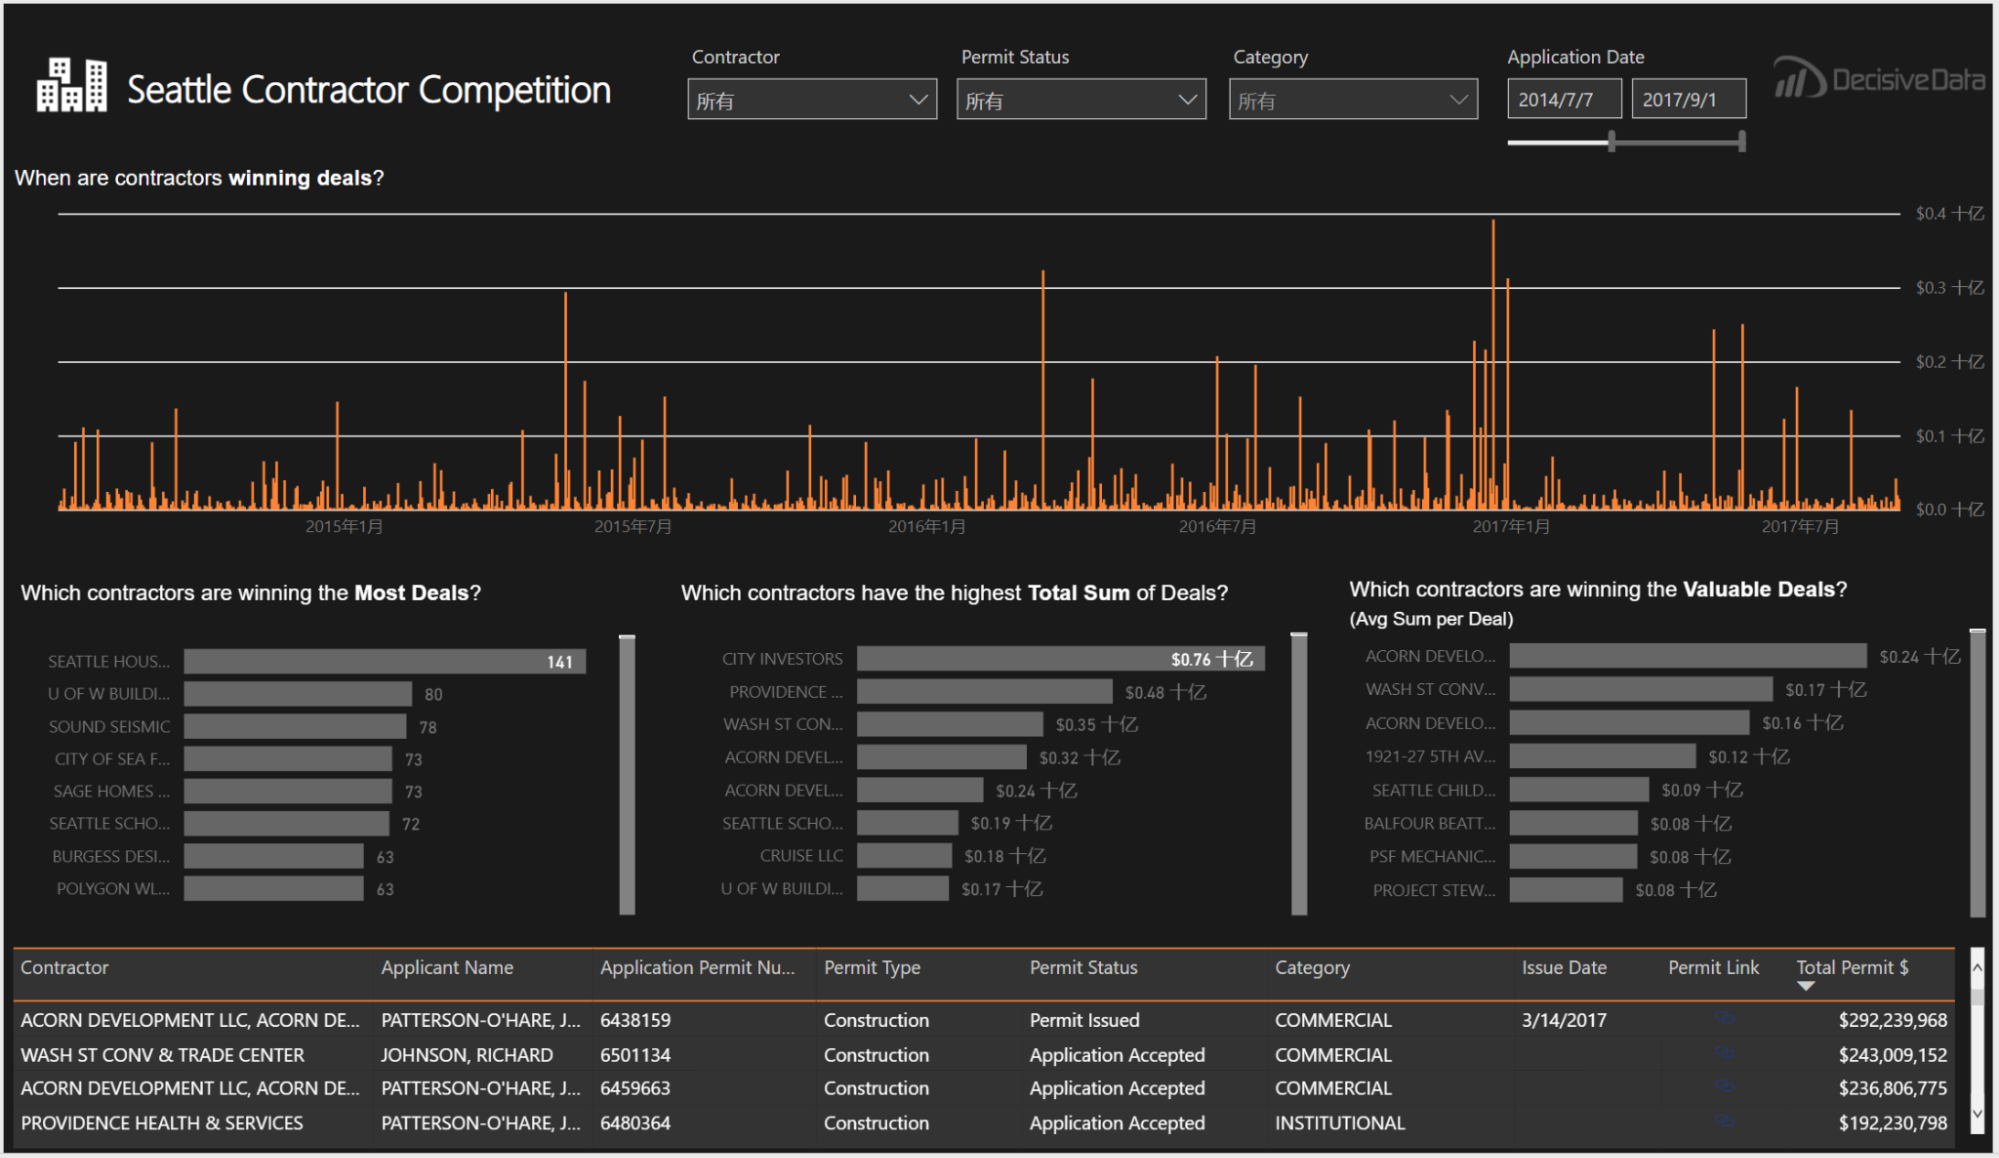 Seattle Contractor Competition
Contractor
所有
Permit Status
所有
Category
所有
Application Date
2014/7/7 2017/9/1
DecisiveData
When are contractors winning deals?
$0.4 十亿
$0.3 十亿
$0.2 十亿
$0.1 十亿
$0.0 十亿
2015年1月 2015年7月 2016年1月 2016年7月 2017年1月 2017年7月
Which contractors are winning the Most Deals?
SEATTLE HOUS... 141
U OF W BUILDI... 80
SOUND SEISMIC 78
CITY OF SEA F... 73
SAGE HOMES ... 73
SEATTLE SCHO... 72
BURGESS DESI... 63
POLYGON WL... 63
Which contractors have the highest Total Sum of Deals?
CITY INVESTORS $0.76 十亿
PROVIDENCE ... $0.48 十亿
WASH ST CON... $0.35 十亿
ACORN DEVEL... $0.32 十亿
ACORN DEVEL... $0.24 十亿
SEATTLE SCHO... $0.19 十亿
CRUISE LLC $0.18 十亿
U OF W BUILDI... $0.17 十亿
Which contractors are winning the Valuable Deals?
(Avg Sum per Deal)
ACORN DEVELO... $0.24 十亿
WASH ST CONV... $0.17 十亿
ACORN DEVELO... $0.16 十亿
1921-27 5TH AV... $0.12 十亿
SEATTLE CHILD... $0.09 十亿
BALFOUR BEATT... $0.08 十亿
PSF MECHANIC... $0.08 十亿
PROJECT STEW... $0.08 十亿
Contractor Applicant Name Application Permit Nu... Permit Type Permit Status Category Issue Date Permit Link Total Permit $
ACORN DEVELOPMENT LLC, ACORN DE... PATTERSON-O'HARE, J... 6438159 Construction Permit Issued COMMERCIAL 3/14/2017 $292,239,968
WASH ST CONV & TRADE CENTER JOHNSON, RICHARD 6501134 Construction Application Accepted COMMERCIAL $243,009,152
ACORN DEVELOPMENT LLC, ACORN DE... PATTERSON-O'HARE, J... 6459663 Construction Application Accepted COMMERCIAL $236,806,775
PROVIDENCE HEALTH & SERVICES PATTERSON-O'HARE, J... 6480364 Construction Application Accepted INSTITUTIONAL $192,230,798